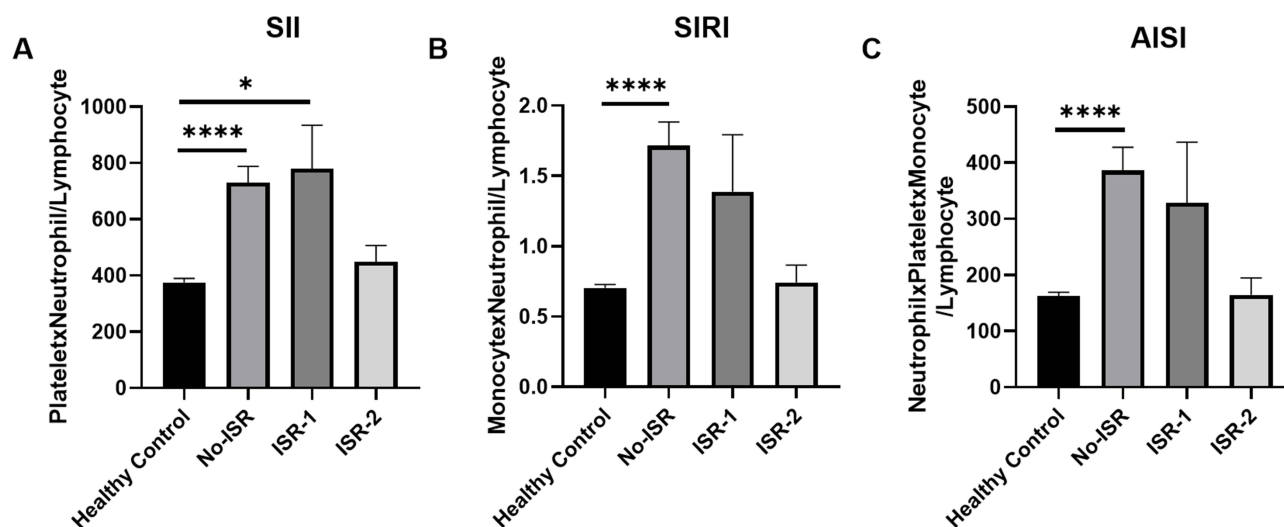 A
SII
PlateletxNeutrophil/Lymphocyte
1000
800
600
400
200
0
*
****
Healthy Control
No-ISR
ISR-1
ISR-2
B
SIRI
MonocytexNeutrophil/Lymphocyte
2.0
1.5
1.0
0.5
0.0
****
Healthy Control
No-ISR
ISR-1
ISR-2
C
AISI
NeutrophilxPlateletxMonocyte
/Lymphocyte
500
400
300
200
100
0
****
Healthy Control
No-ISR
ISR-1
ISR-2